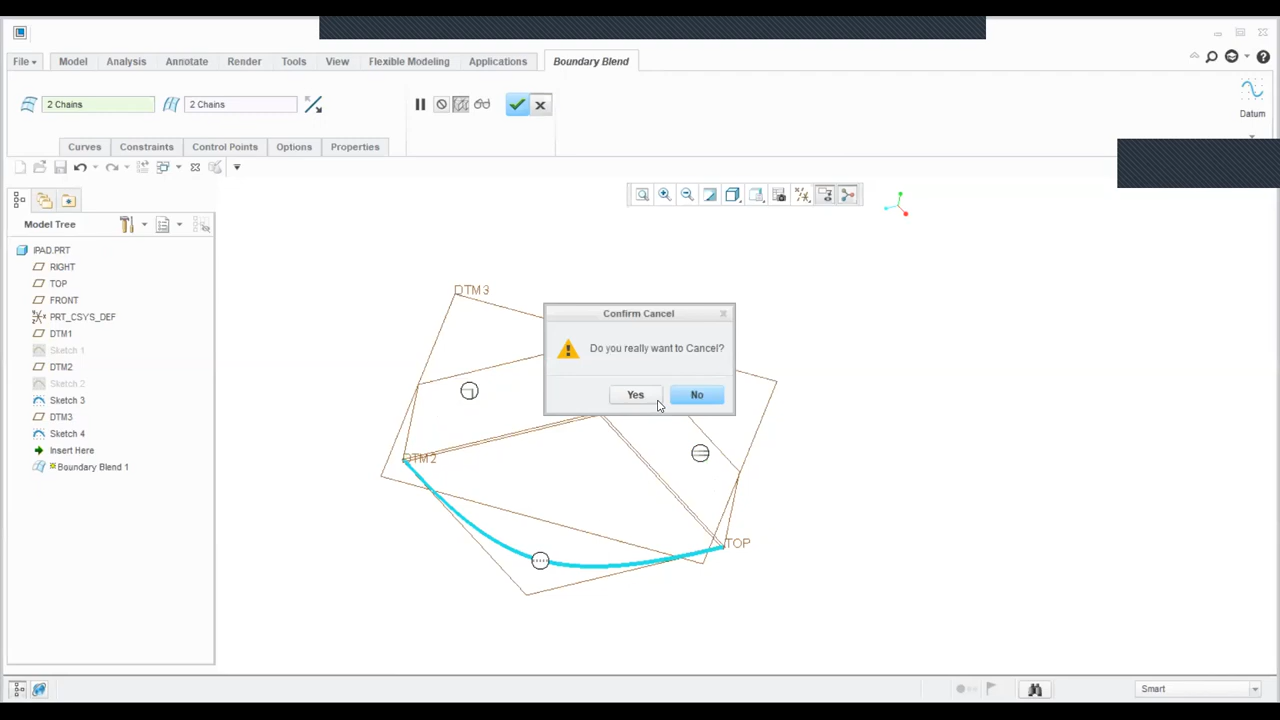 File
Model
Analysis
Annotate
Render
Tools
View
Flexible Modeling
Applications
Boundary Blend
2 Chains
2 Chains
Datum
Curves
Constraints
Control Points
Options
Properties
Model Tree
IPAD.PRT
RIGHT
TOP
FRONT
PRT_CSYS_DEF
DTM1
Sketch 1
DTM2
Sketch 2
Sketch 3
DTM3
Sketch 4
Insert Here
Boundary Blend 1
DTM3
Confirm Cancel
Do you really want to Cancel?
Yes
No
DTM2
TOP
Smart